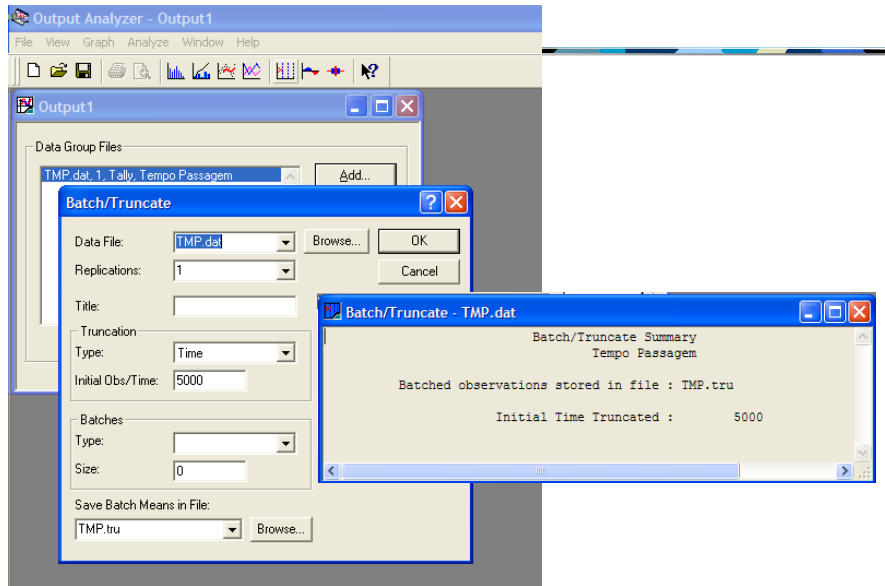 Output Analyzer - Output1
File View Graph Analyze Window Help
Output1
Data Group Files
TMP.dat, 1, Tally, Tempo Passagem
Add...
Batch/Truncate
Data File: TMP.dat Browse... OK
Replications: 1 Cancel
Title:
Truncation
Type: Time
Initial Obs/Time: 5000
Batches
Type:
Size: 0
Save Batch Means in File:
TMP.tru Browse...
Batch/Truncate - TMP.dat
Batch/Truncate Summary
Tempo Passagem
Batched observations stored in file : TMP.tru
Initial Time Truncated : 5000